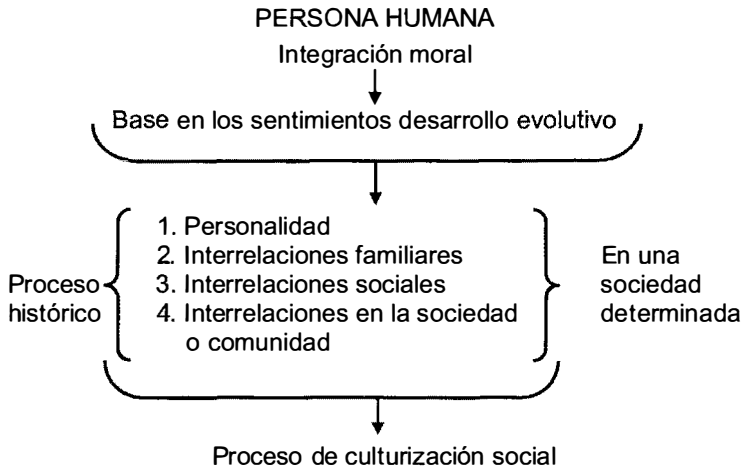 PERSONA HUMANA
Integración moral
Base en los sentimientos desarrollo evolutivo
Proceso
histórico
1. Personalidad
2. Interrelaciones familiares
3. Interrelaciones sociales
4. Interrelaciones en la sociedad
o comunidad
En una
sociedad
determinada
Proceso de culturización social